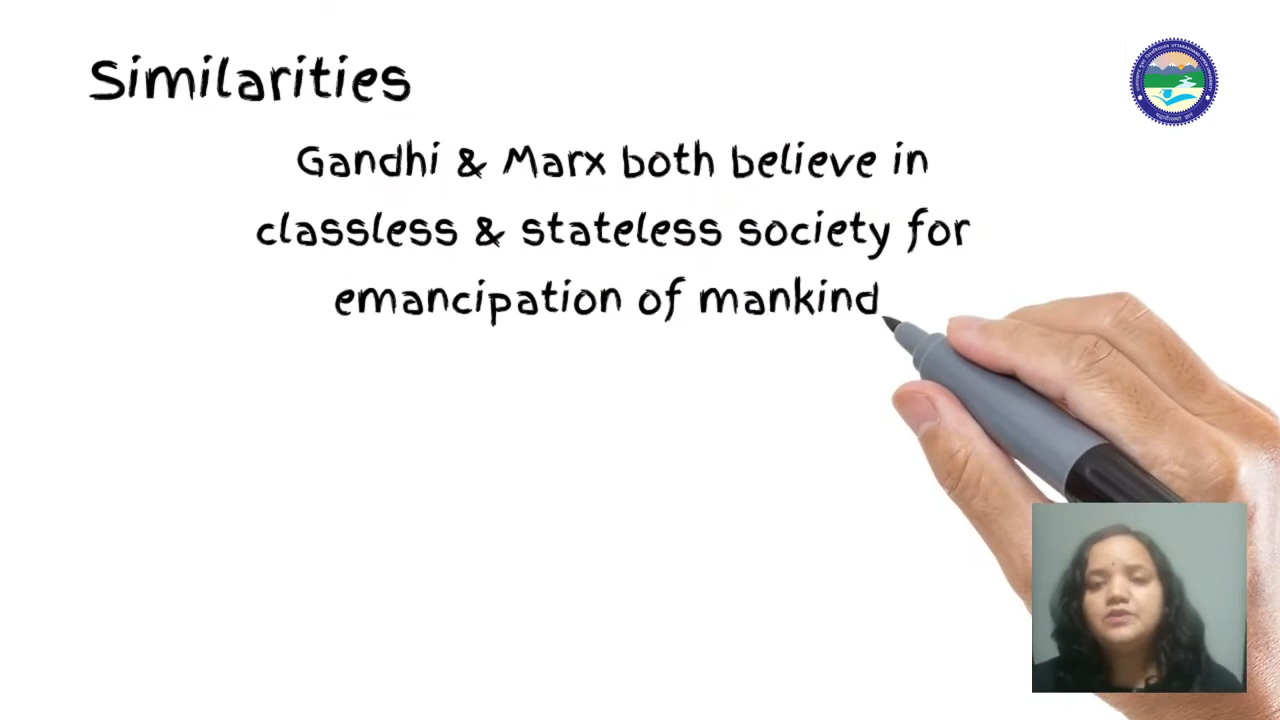 Similarities
Gandhi & Marx both believe in
classless & stateless society for
emancipation of mankind